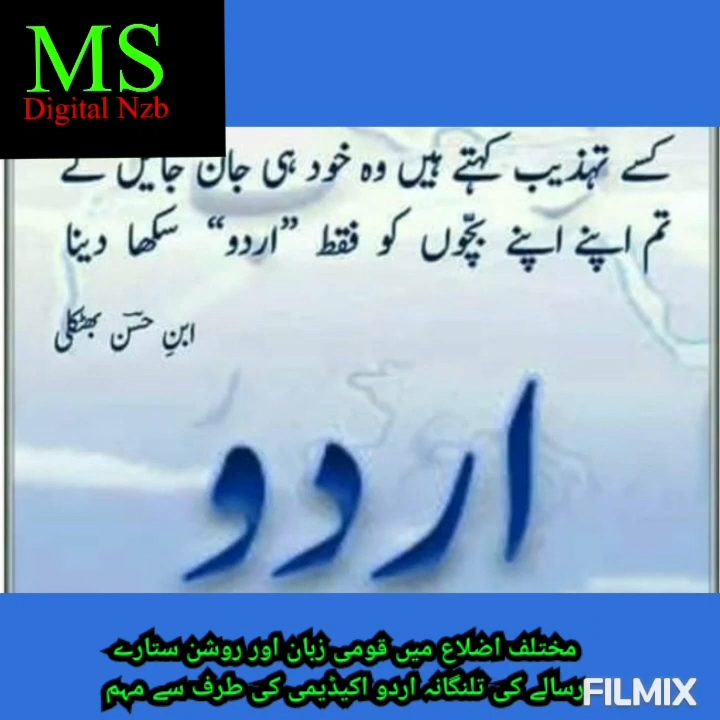 MS
Digital Nzb
کسے تہذیب کہتے ہیں وہ خود ہی جان جائیں گے
تم اپنے اپنے بچّوں کو فقط ”اردو“ سکھا دینا
ابنِ حسن بھٹکلی
اردو
مختلف اضلاع میں قومی زبان اور روشن ستارے
رسالے کی تلنگانہ اردو اکیڈیمی کی طرف سے مہم
FILMIX